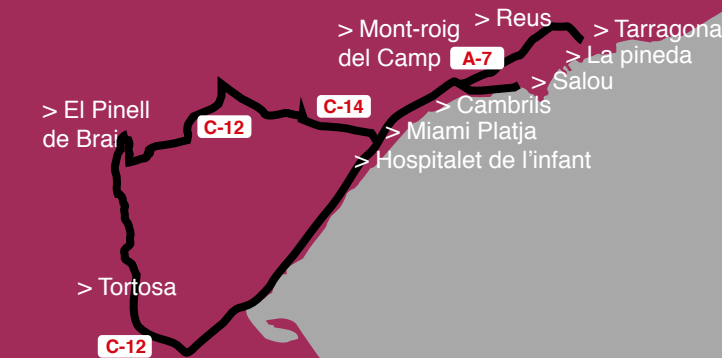 > Mont-roig
del Camp
> Reus
> Tarragona
A-7
> La pineda
> Salou
> El Pinell
de Brai
C-14
> Cambrils
C-12
> Miami Platja
> Hospitalet de l'infant
> Tortosa
C-12